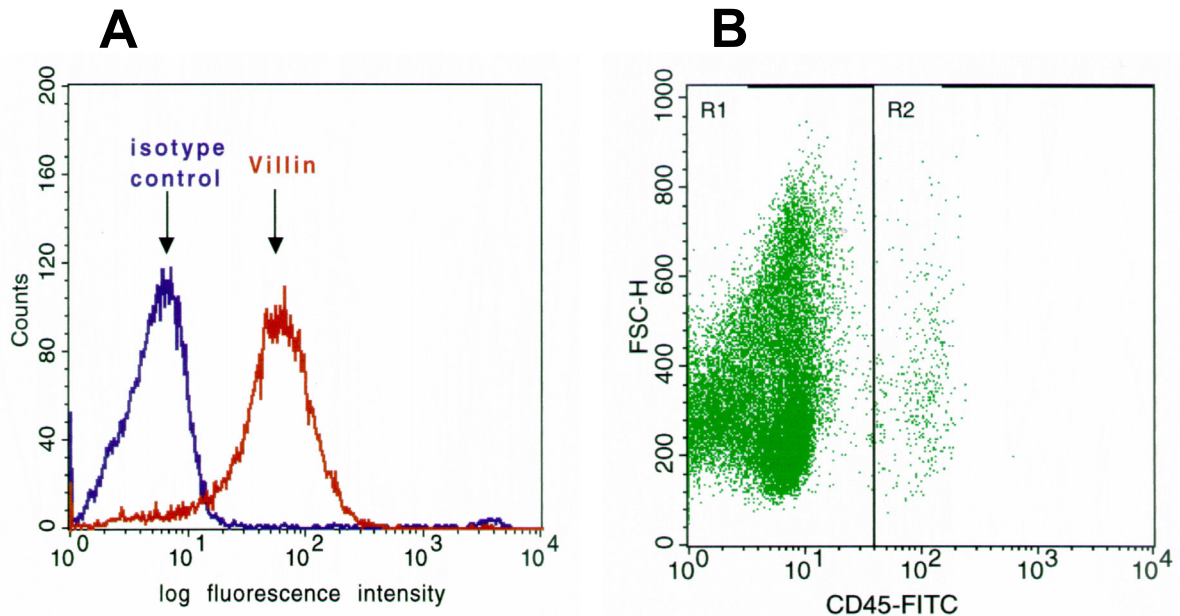 A
B
200
160
120
80
40
0
Counts
isotype
control
Villin
10^0
10^1
10^2
10^3
10^4
log fluorescence intensity
1000
800
600
400
200
0
FSC-H
R1
R2
10^0
10^1
10^2
10^3
10^4
CD45-FITC